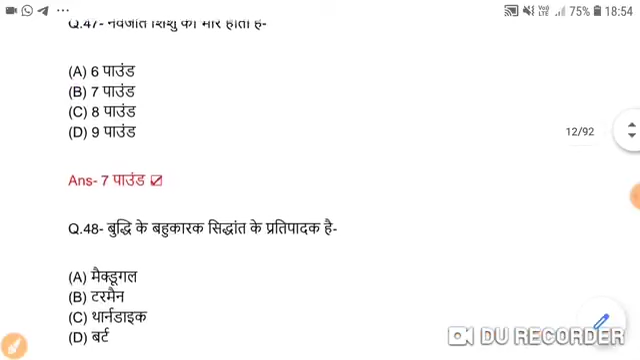 75% 18:54
Q.47- नवजात शिशु का भार होता है-
(A) 6 पाउंड
(B) 7 पाउंड
(C) 8 पाउंड
(D) 9 पाउंड
12/92
Ans- 7 पाउंड ☑
Q.48- बुद्धि के बहुकारक सिद्धांत के प्रतिपादक है-
(A) मैक्डूगल
(B) टरमैन
(C) थार्नडाइक
(D) बर्ट
DU RECORDER